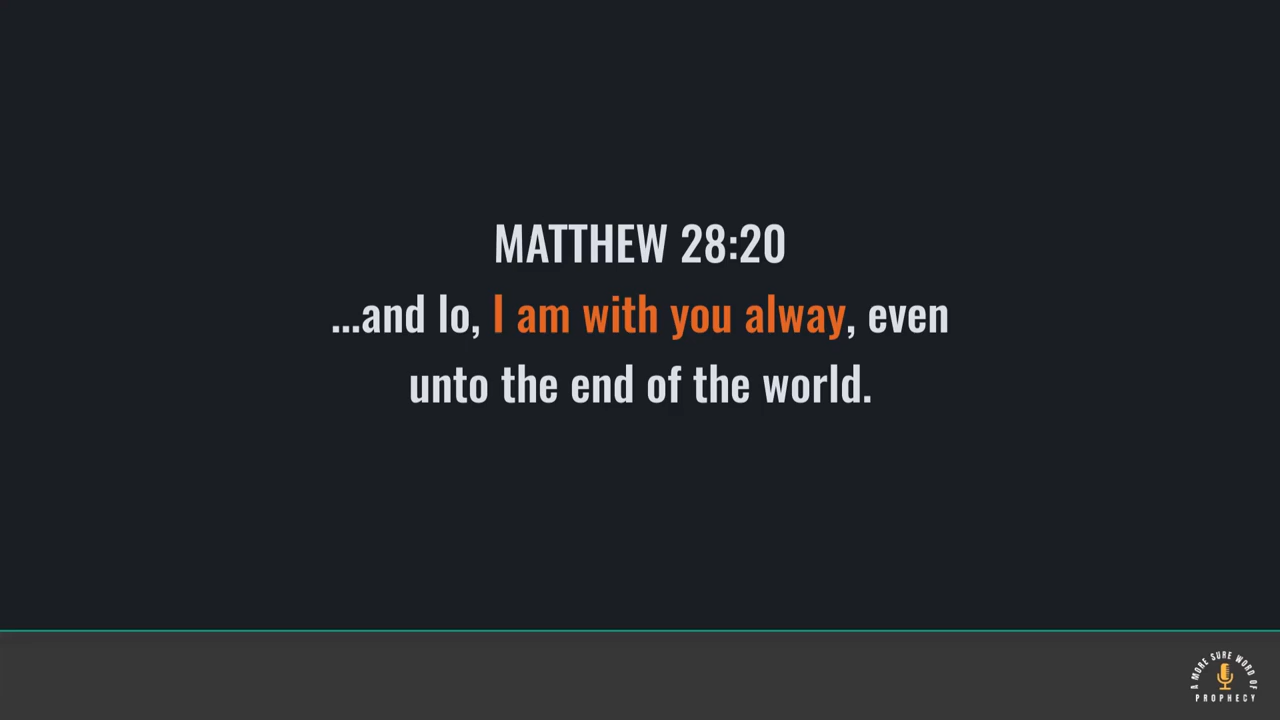 MATTHEW 28:20
...and lo, I am with you alway, even
unto the end of the world.
A MORE SURE WORD OF
PROPHECY